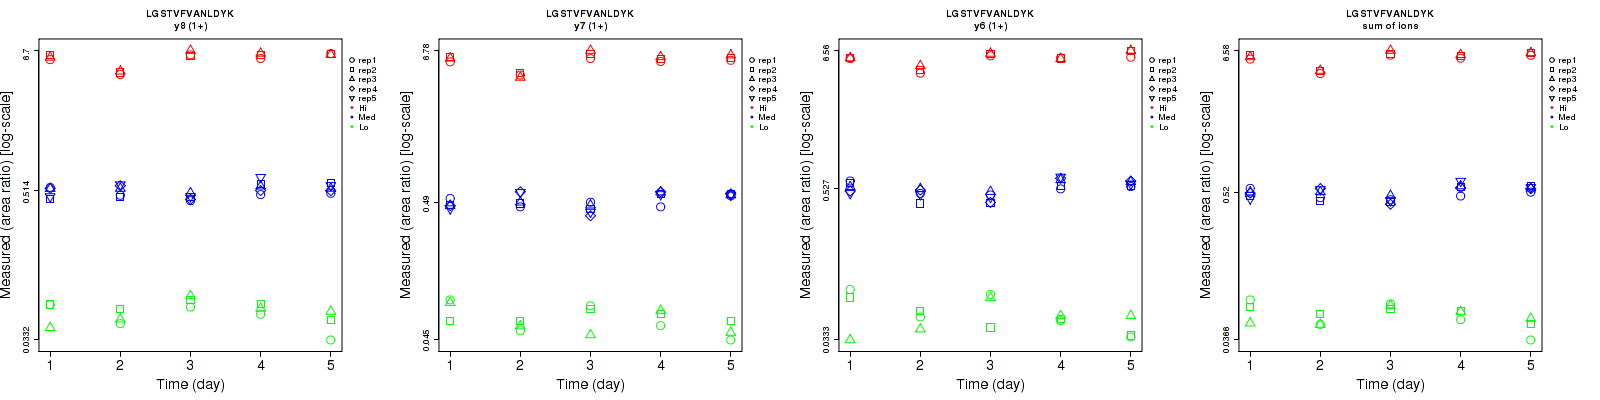 LGSTVFVANLDYK
y8 (1+)
Measured (area ratio) [log-scale]
6.7
0.514
0.0332
1 2 3 4 5
Time (day)
rep1
rep2
rep3
rep4
rep5
Hi
Med
Lo
LGSTVFVANLDYK
y7 (1+)
Measured (area ratio) [log-scale]
6.78
0.49
0.045
1 2 3 4 5
Time (day)
rep1
rep2
rep3
rep4
rep5
Hi
Med
Lo
LGSTVFVANLDYK
y6 (1+)
Measured (area ratio) [log-scale]
6.56
0.527
0.0333
1 2 3 4 5
Time (day)
rep1
rep2
rep3
rep4
rep5
Hi
Med
Lo
LGSTVFVANLDYK
sum of ions
Measured (area ratio) [log-scale]
6.58
0.52
0.0366
1 2 3 4 5
Time (day)
rep1
rep2
rep3
rep4
rep5
Hi
Med
Lo